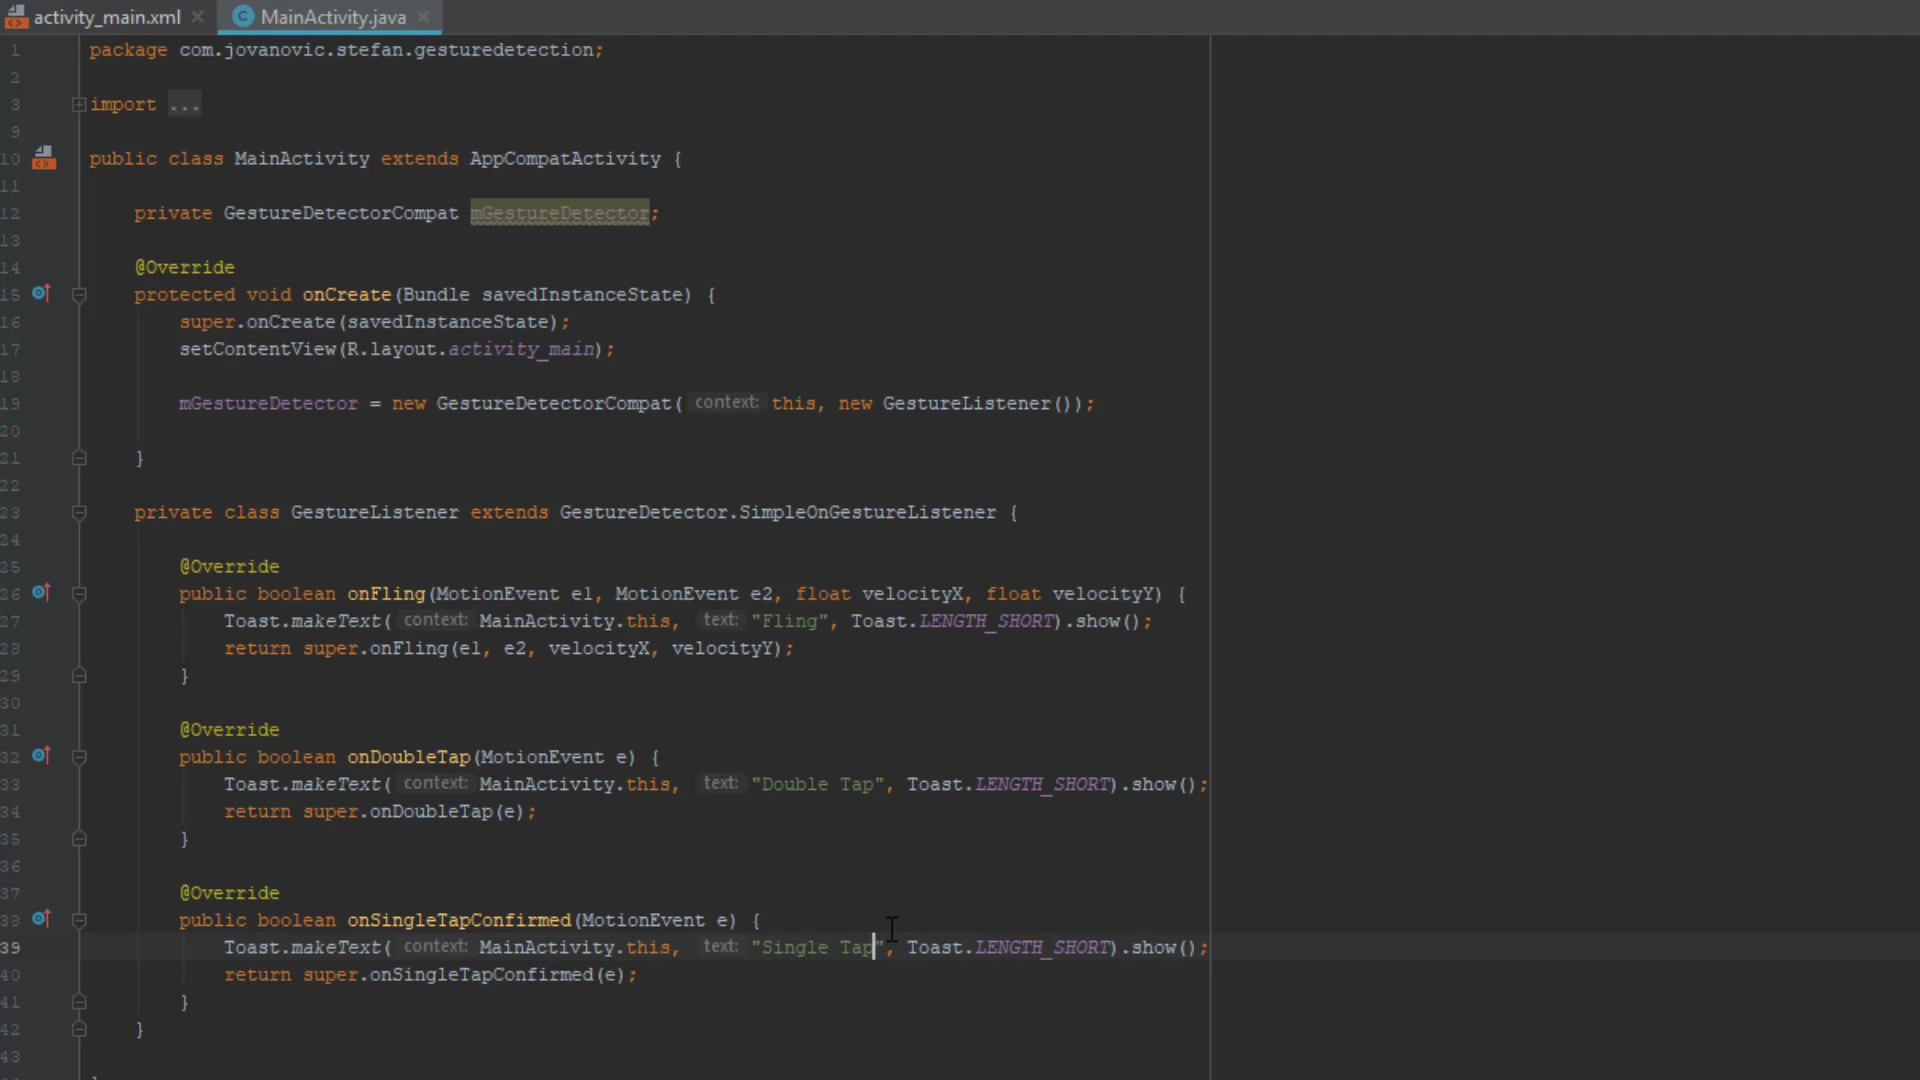 activity_main.xml
MainActivity.java
1 package com.jovanovic.stefan.gesturedetection;
2
3 import ...
9
10 public class MainActivity extends AppCompatActivity {
11
12 private GestureDetectorCompat mGestureDetector;
13
14 @Override
15 protected void onCreate(Bundle savedInstanceState) {
16 super.onCreate(savedInstanceState);
17 setContentView(R.layout.activity_main);
18
19 mGestureDetector = new GestureDetectorCompat( context: this, new GestureListener());
20
21 }
22
23 private class GestureListener extends GestureDetector.SimpleOnGestureListener {
24
25 @Override
26 public boolean onFling(MotionEvent e1, MotionEvent e2, float velocityX, float velocityY) {
27 Toast.makeText( context: MainActivity.this, text: "Fling", Toast.LENGTH_SHORT).show();
28 return super.onFling(e1, e2, velocityX, velocityY);
29 }
30
31 @Override
32 public boolean onDoubleTap(MotionEvent e) {
33 Toast.makeText( context: MainActivity.this, text: "Double Tap", Toast.LENGTH_SHORT).show();
34 return super.onDoubleTap(e);
35 }
36
37 @Override
38 public boolean onSingleTapConfirmed(MotionEvent e) {
39 Toast.makeText( context: MainActivity.this, text: "Single Tap", Toast.LENGTH_SHORT).show();
40 return super.onSingleTapConfirmed(e);
41 }
42 }
43